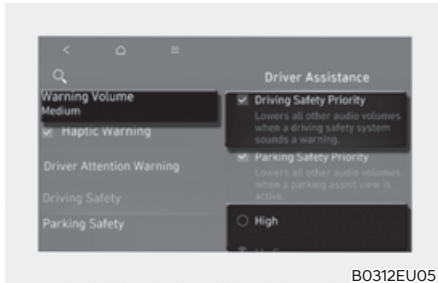 Driver Assistance
Warning Volume
Medium
Haptic Warning
Driver Attention Warning
Driving Safety
Parking Safety
Driving Safety Priority
Lowers all other audio volumes
when a driving safety system
sounds a warning.
Parking Safety Priority
Lowers all other audio volumes
when a parking assist view is
active.
High
B0312EU05